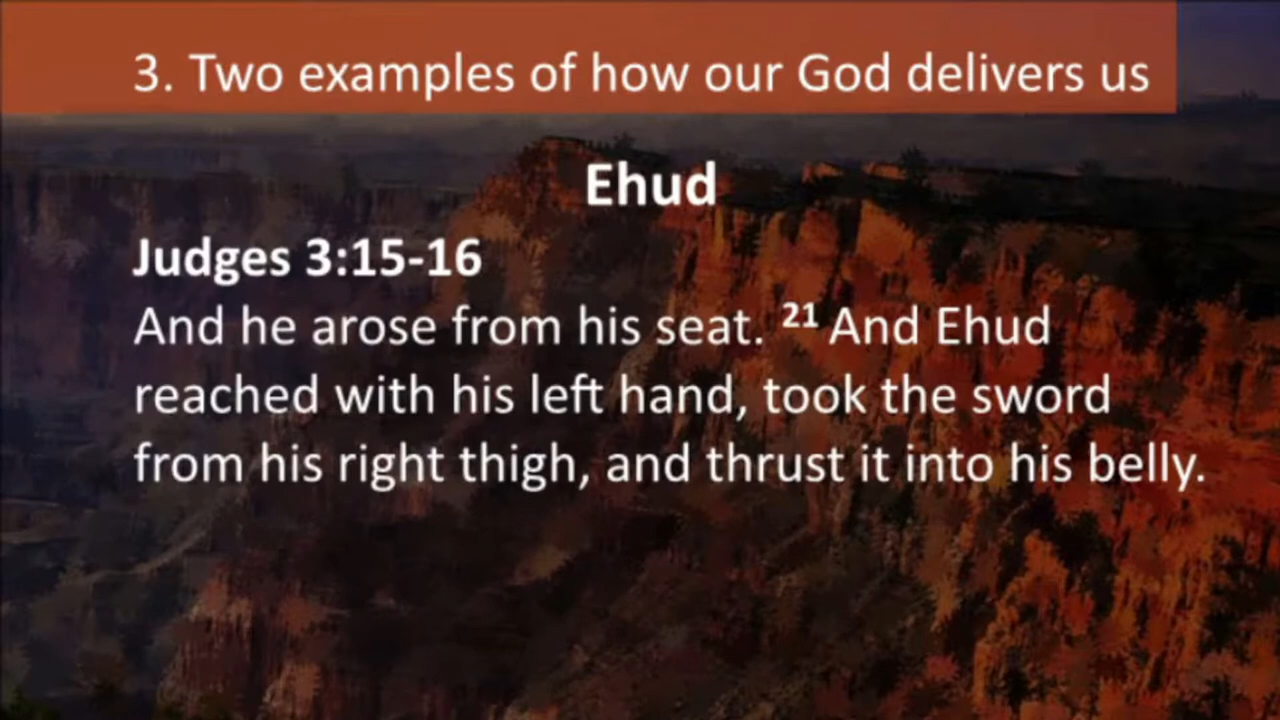 3. Two examples of how our God delivers us
Ehud
Judges 3:15-16
And he arose from his seat. 21 And Ehud
reached with his left hand, took the sword
from his right thigh, and thrust it into his belly.